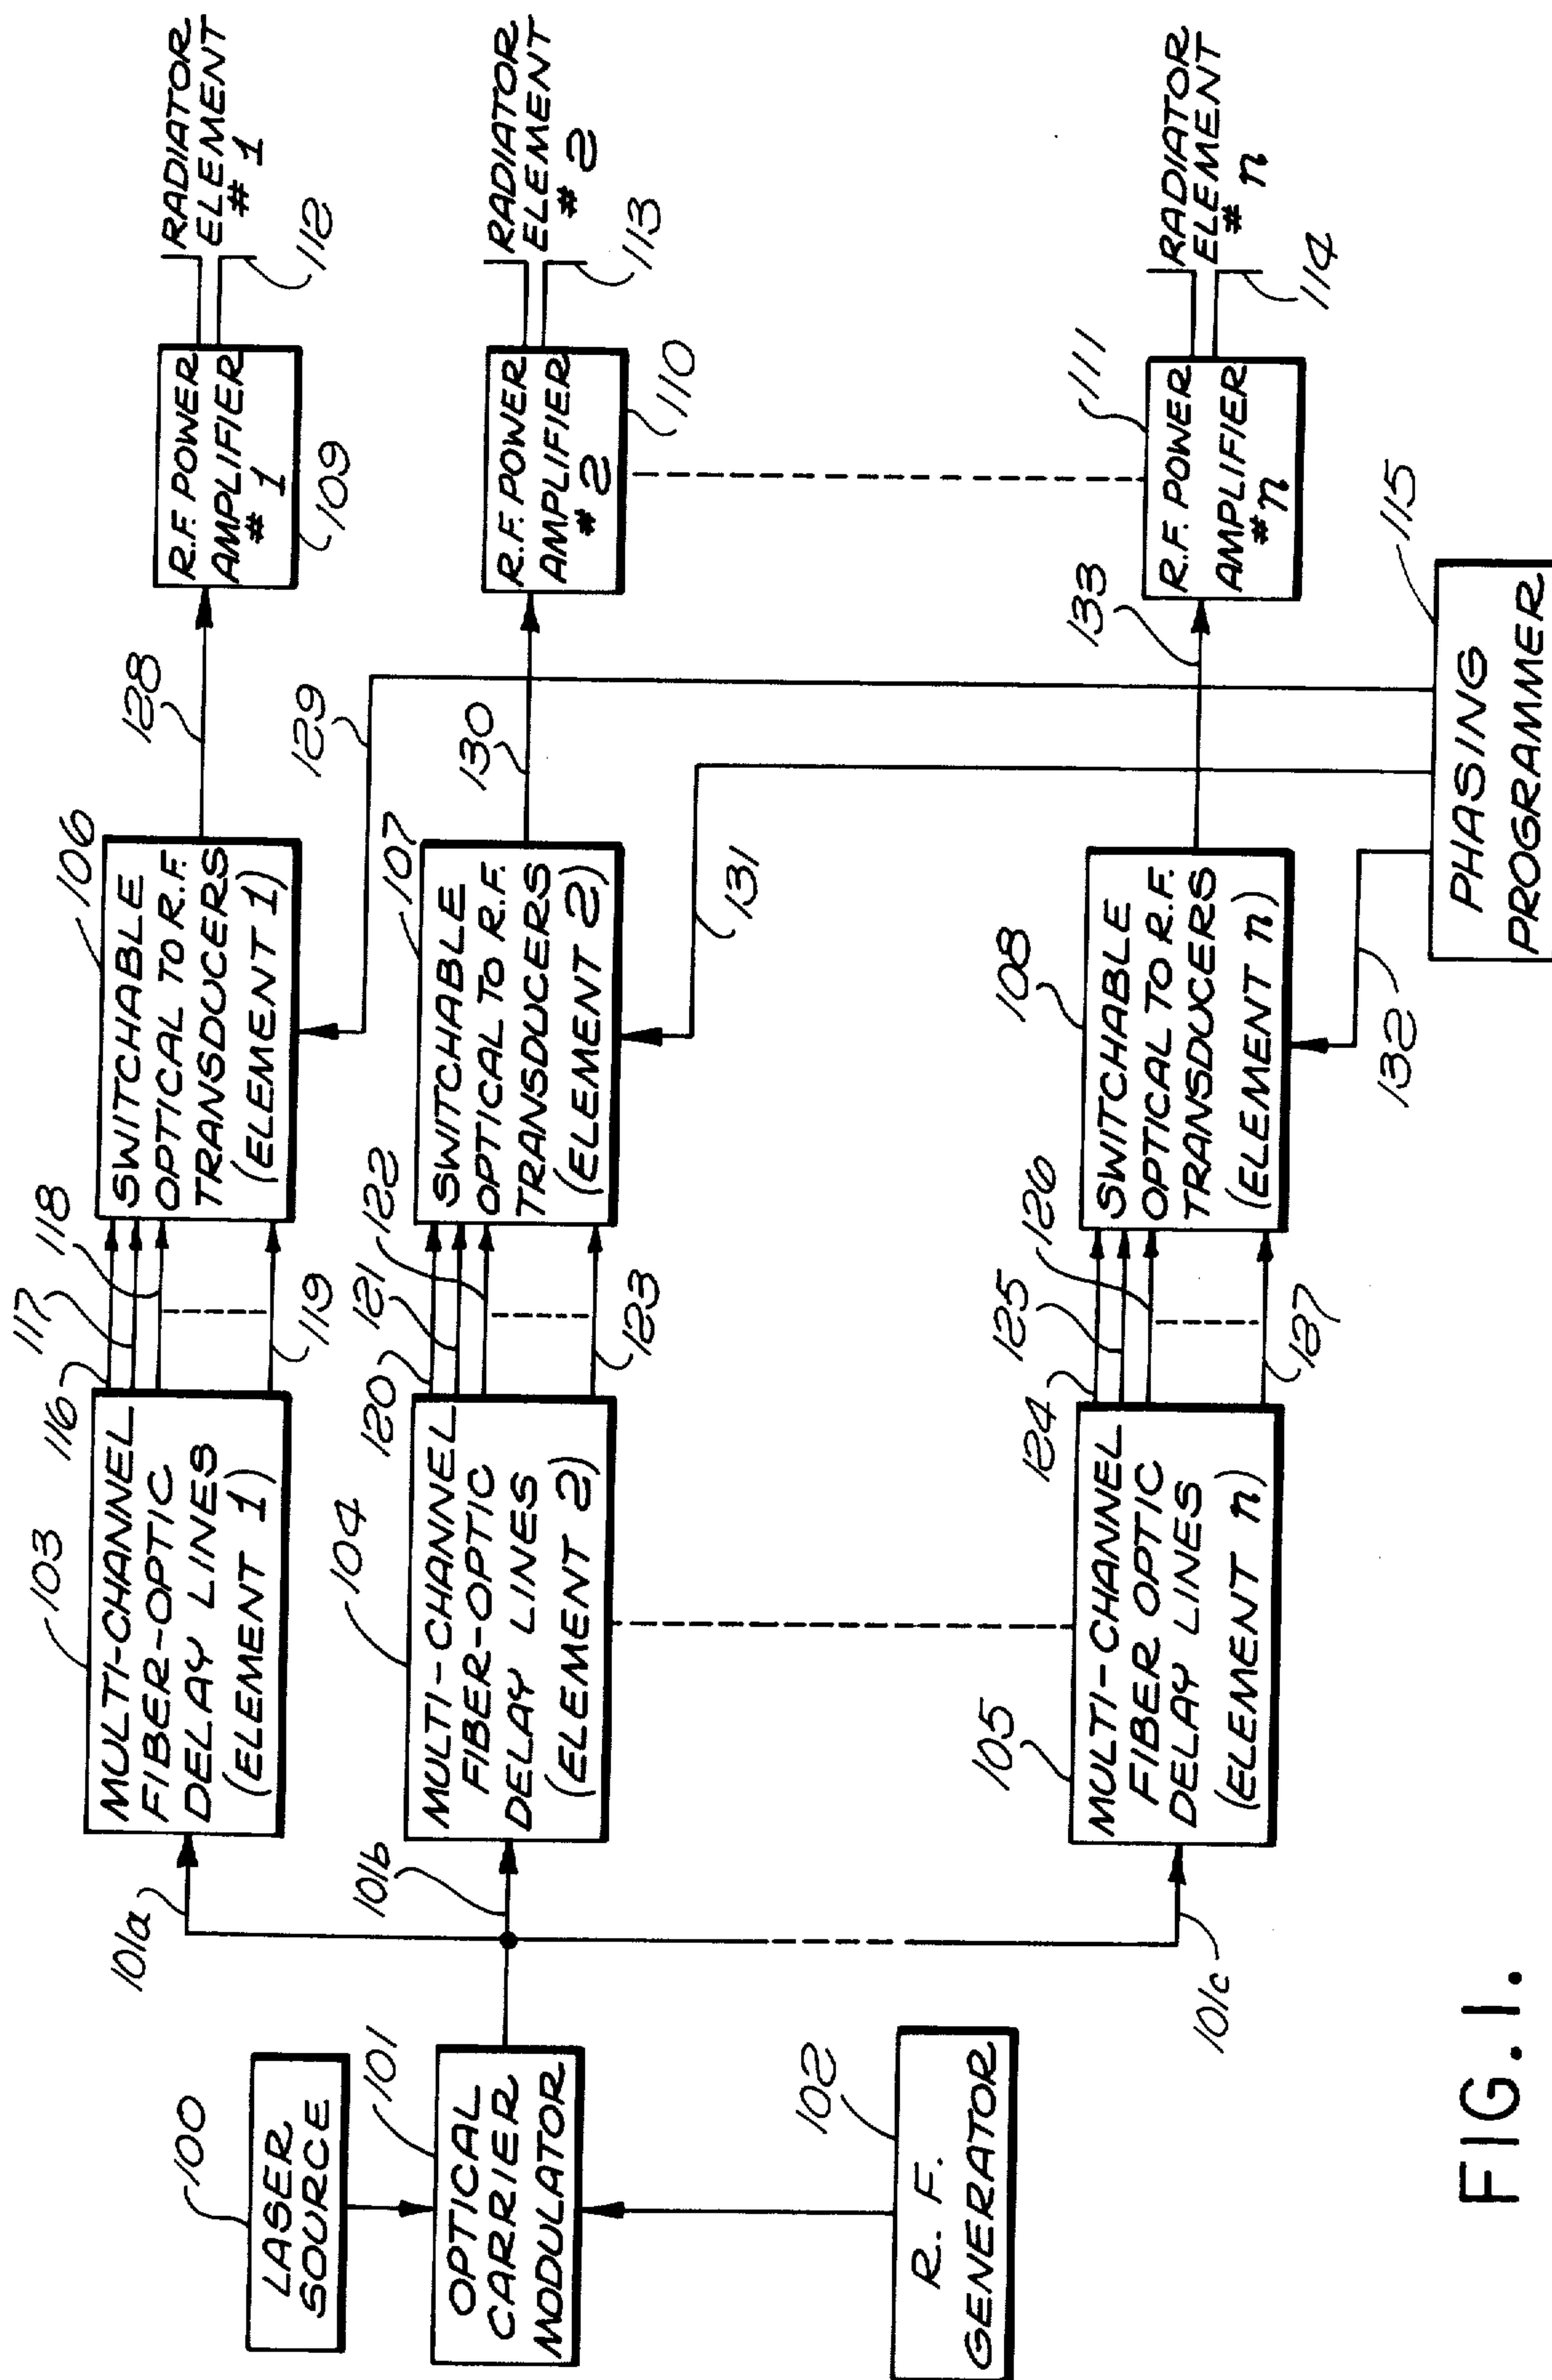 100
LASER
SOURCE
101
OPTICAL
CARRIER
MODULATOR
102
R. F.
GENERATOR
101a
101b
101c
103
MULTI-CHANNEL
FIBER-OPTIC
DELAY LINES
(ELEMENT 1)
104
MULTI-CHANNEL
FIBER-OPTIC
DELAY LINES
(ELEMENT 2)
105
MULTI-CHANNEL
FIBER OPTIC
DELAY LINES
(ELEMENT n)
116
117
118
119
120
121
122
123
124
125
126
127
106
SWITCHABLE
OPTICAL TO R.F.
TRANSDUCERS
(ELEMENT 1)
107
SWITCHABLE
OPTICAL TO R.F.
TRANSDUCERS
(ELEMENT 2)
108
SWITCHABLE
OPTICAL TO R.F.
TRANSDUCERS
(ELEMENT n)
128
129
130
131
132
133
R.F. POWER
AMPLIFIER
# 1
109
R.F. POWER
AMPLIFIER
# 2
110
111
R.F. POWER
AMPLIFIER
# n
RADIATOR
ELEMENT
# 1
112
RADIATOR
ELEMENT
# 2
113
RADIATOR
ELEMENT
# n
114
115
PHASING
PROGRAMMER
FIG. 1.